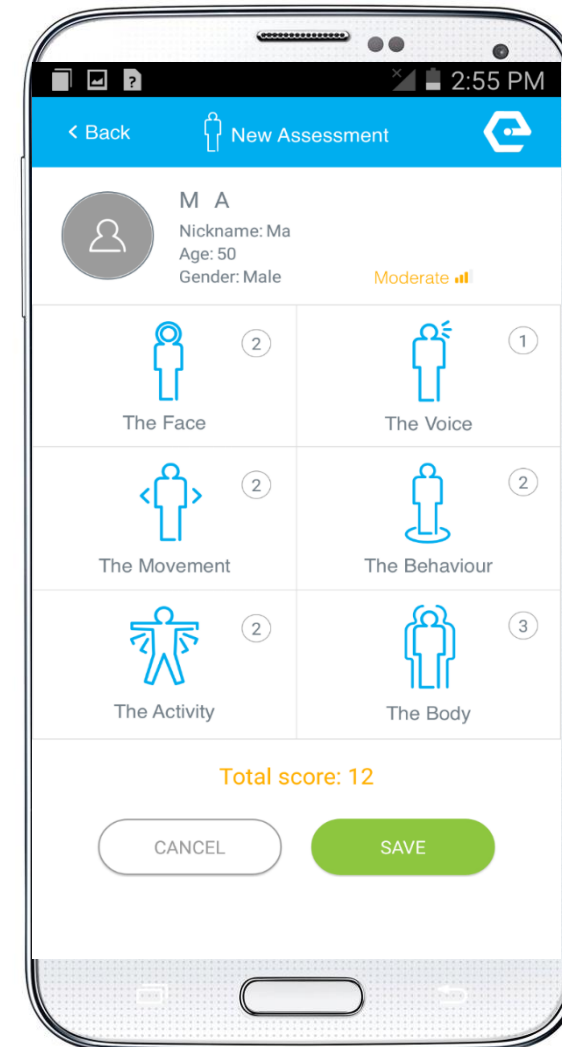 2:55 PM
< Back
New Assessment
M A
Nickname: Ma
Age: 50
Gender: Male
Moderate
2
The Face
1
The Voice
2
The Movement
2
The Behaviour
2
The Activity
3
The Body
Total score: 12
CANCEL
SAVE